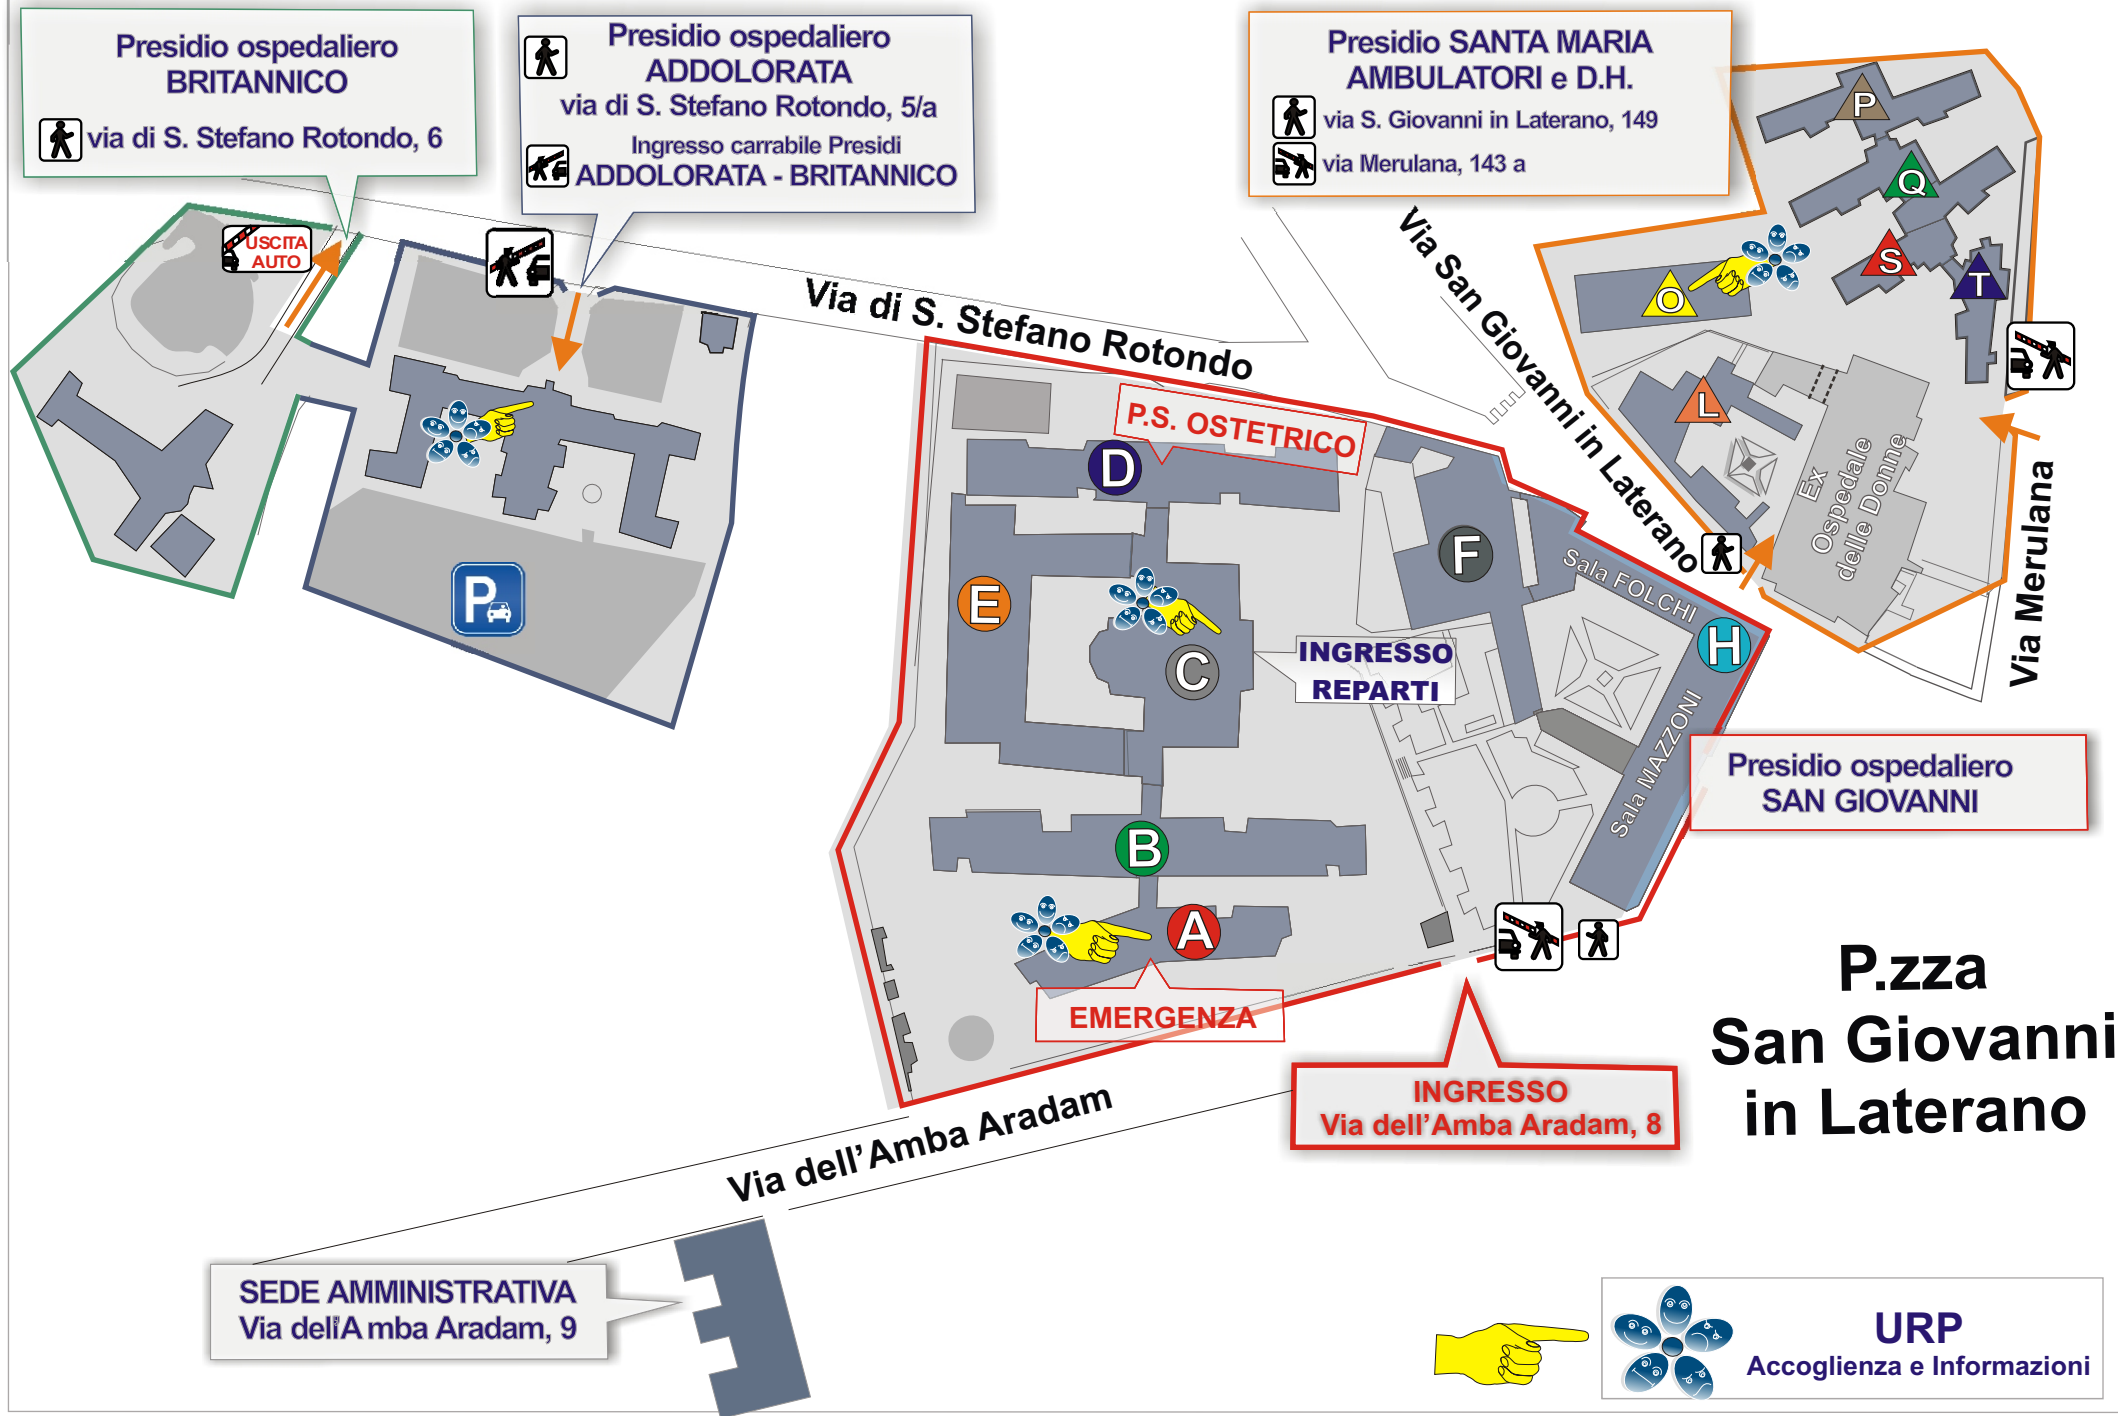 Presidio ospedaliero
BRITANNICO
via di S. Stefano Rotondo, 6
Presidio ospedaliero
ADDOLORATA
via di S. Stefano Rotondo, 5/a
Ingresso carrabile Presidi
ADDOLORATA - BRITANNICO
Presidio SANTA MARIA
AMBULATORI e D.H.
via S. Giovanni in Laterano, 149
via Merulana, 143 a
P
Q
S
T
O
L
USCITA
AUTO
Via di S. Stefano Rotondo
Via San Giovanni in Laterano
Ex
Ospedale
delle Donne
Via Merulana
P.S. OSTETRICO
D
F
E
C
INGRESSO
REPARTI
Sala FOLCHI
H
Sala MAZZONI
P
Presidio ospedaliero
SAN GIOVANNI
B
A
EMERGENZA
INGRESSO
Via dell'Amba Aradam, 8
P.zza
San Giovanni
in Laterano
Via dell'Amba Aradam
SEDE AMMINISTRATIVA
Via dell'A mba Aradam, 9
URP
Accoglienza e Informazioni